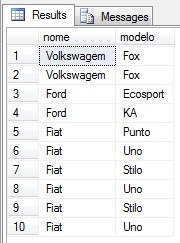 Results Messages
nome modelo
1 Volkswagem Fox
2 Volkswagem Fox
3 Ford Ecosport
4 Ford KA
5 Fiat Punto
6 Fiat Uno
7 Fiat Stilo
8 Fiat Uno
9 Fiat Stilo
10 Fiat Uno